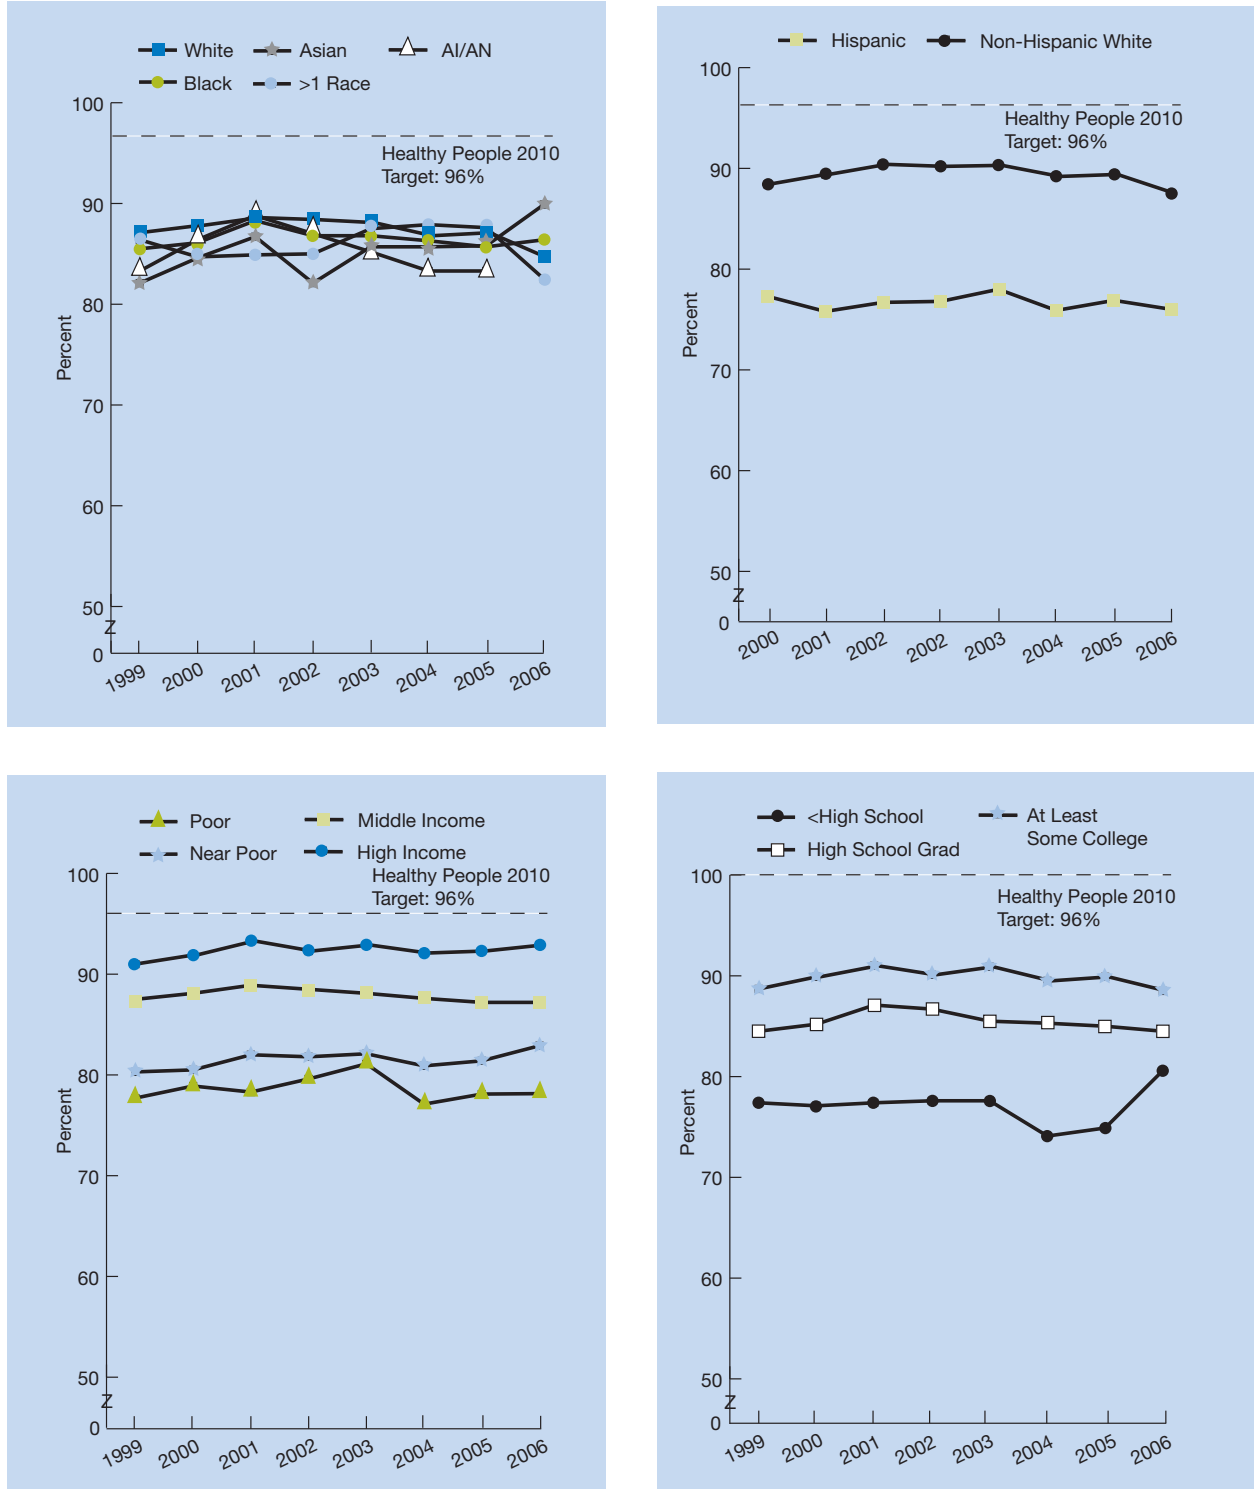 White Asian AI/AN
Black >1 Race
100
Healthy People 2010
Target: 96%
90
80
Percent
70
60
50
Z
0
1999 2000 2001 2002 2003 2004 2005 2006
Hispanic Non-Hispanic White
100
Healthy People 2010
Target: 96%
90
80
Percent
70
60
50
Z
0
2000 2001 2002 2002 2003 2004 2005 2006
Poor Middle Income
Near Poor High Income
100
Healthy People 2010
Target: 96%
90
80
Percent
70
60
50
Z
0
1999 2000 2001 2002 2003 2004 2005 2006
<High School At Least
Some College
High School Grad
100
Healthy People 2010
Target: 96%
90
80
Percent
70
60
50
Z
0
1999 2000 2001 2002 2003 2004 2005 2006